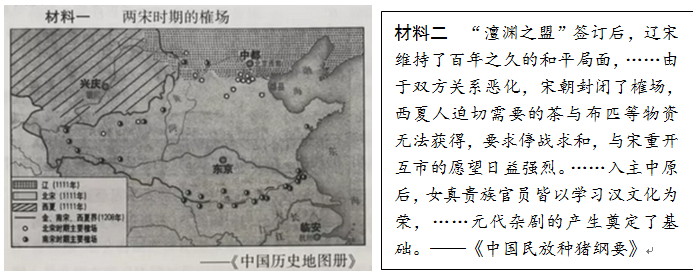 材料一 两宋时期的榷场
中都
兴庆
东京
临安
辽（1111年）
北宋（1111年）
西夏（1111年）
金、南宋、西夏界（1208年）
北宋时期主要榷场
南宋时期主要榷场
——《中国历史地图册》
材料二 “澶渊之盟”签订后，辽宋
维持了百年之久的和平局面，……由
于双方关系恶化，宋朝封闭了榷场，
西夏人迫切需要的茶与布匹等物资
无法获得，要求停战求和，与宋重开
互市的愿望日益强烈。……入主中原
后，女真贵族官员皆以学习汉文化为
荣，……元代杂剧的产生奠定了基
础。——《中国民放种猪纲要》